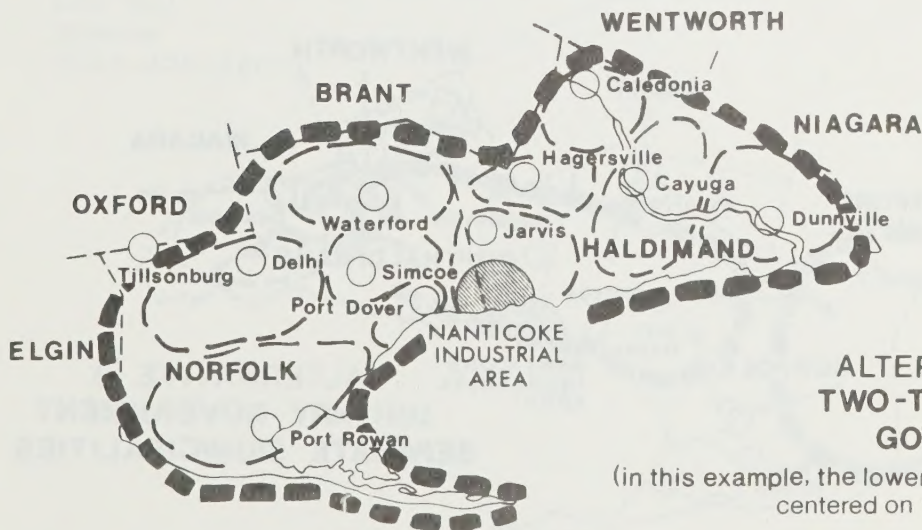 WENTWORTH
Caledonia
BRANT
NIAGARA
Hagersville
Cayuga
OXFORD
Waterford
Jarvis
Dunnville
HALDIMAND
Tillsonburg
Delhi
Simcoe
Port Dover
NANTICOKE
INDUSTRIAL
AREA
ELGIN
NORFOLK
Port Rowan
ALTER
TWO-T
GO
(in this example, the lower
centered on